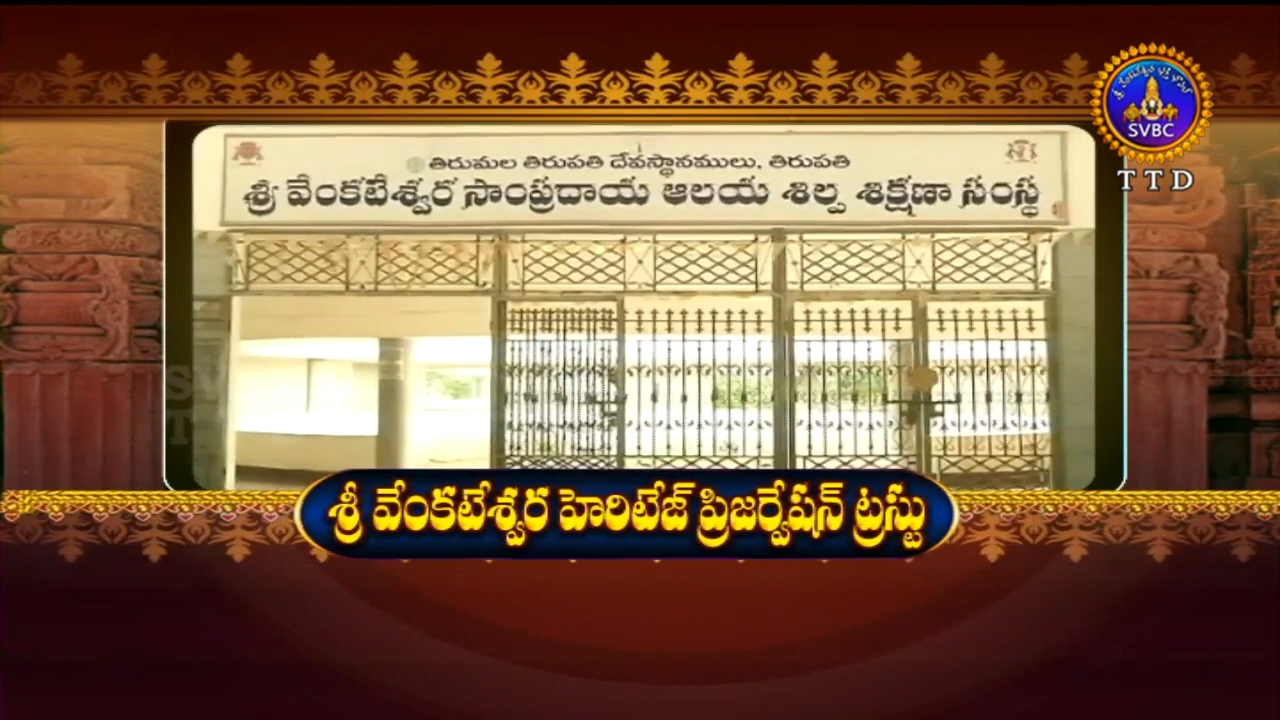 తిరుమల తిరుపతి దేవస్థానములు, తిరుపతి
శ్రీ వేంకటేశ్వర సాంప్రదాయ ఆలయ శిల్ప శిక్షణా సంస్థ
SVBC
TTD
శ్రీ వేంకటేశ్వర హెరిటేజ్ ప్రిజర్వేషన్ ట్రస్టు